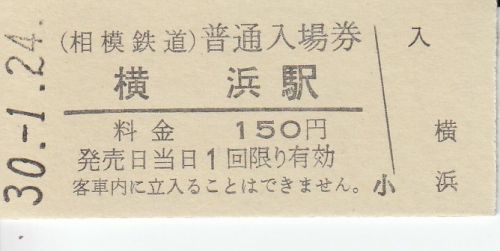 30.-1.24.
(相模鉄道)普通入場券
横浜駅
料金 150円
発売日当日1回限り有効
客車内に立入ることはできません。
小
入
横
浜